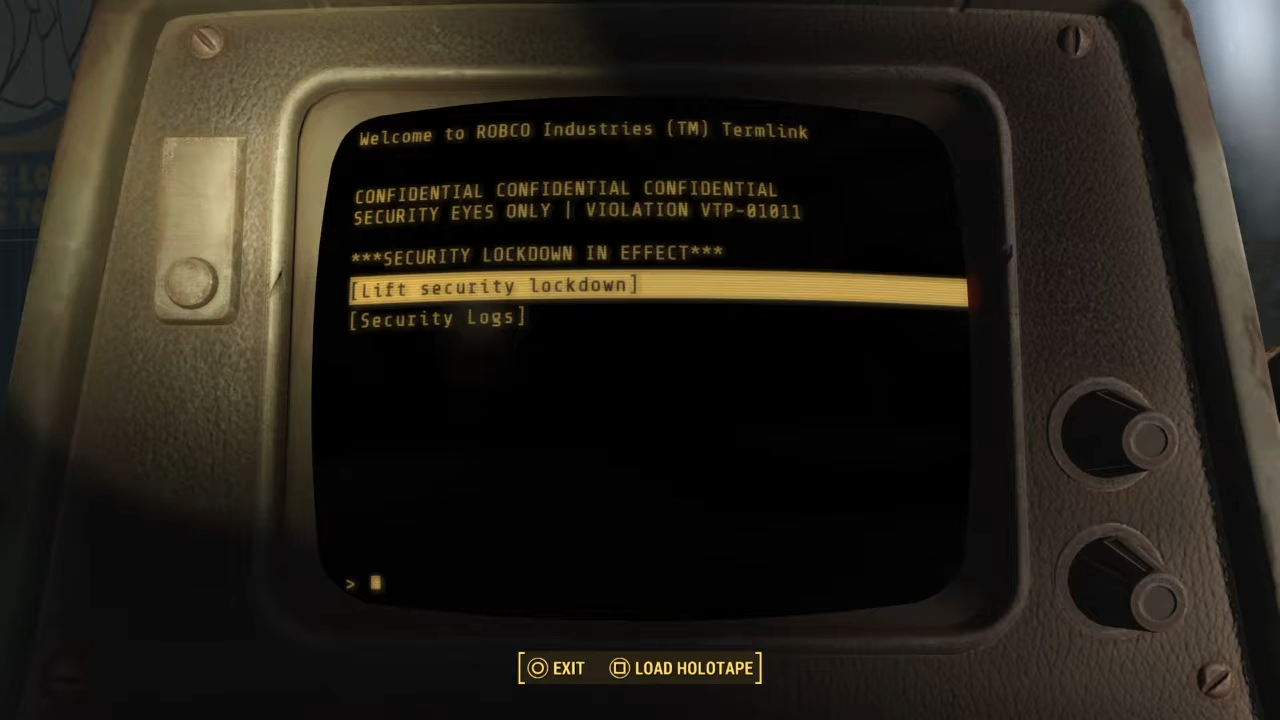 Welcome to ROBCO Industries (TM) Termlink
CONFIDENTIAL CONFIDENTIAL CONFIDENTIAL
SECURITY EYES ONLY | VIOLATION VTP-01011
***SECURITY LOCKDOWN IN EFFECT***
[Lift security lockdown]
[Security Logs]
>
EXIT LOAD HOLOTAPE